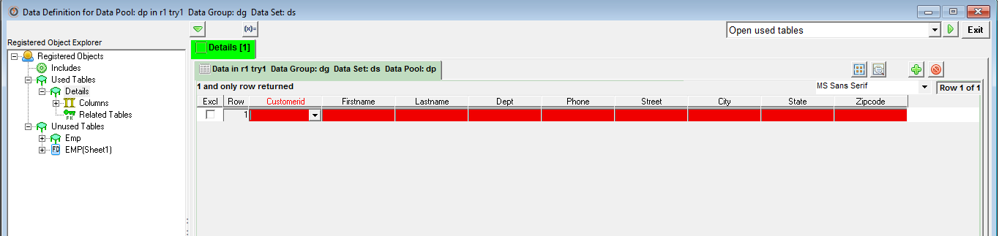 Data Definition for Data Pool: dp in r1 try1 Data Group: dg Data Set: ds
(x)= Open used tables Exit
Registered Object Explorer
Details [1]
Registered Objects
Includes
Used Tables
Details
Columns
FK Related Tables
Unused Tables
Emp
FD EMP(Sheet1)
Data in r1 try1 Data Group: dg Data Set: ds Data Pool: dp
1 and only row returned MS Sans Serif Row 1 of 1
Excl Row Customerid Firstname Lastname Dept Phone Street City State Zipcode
1